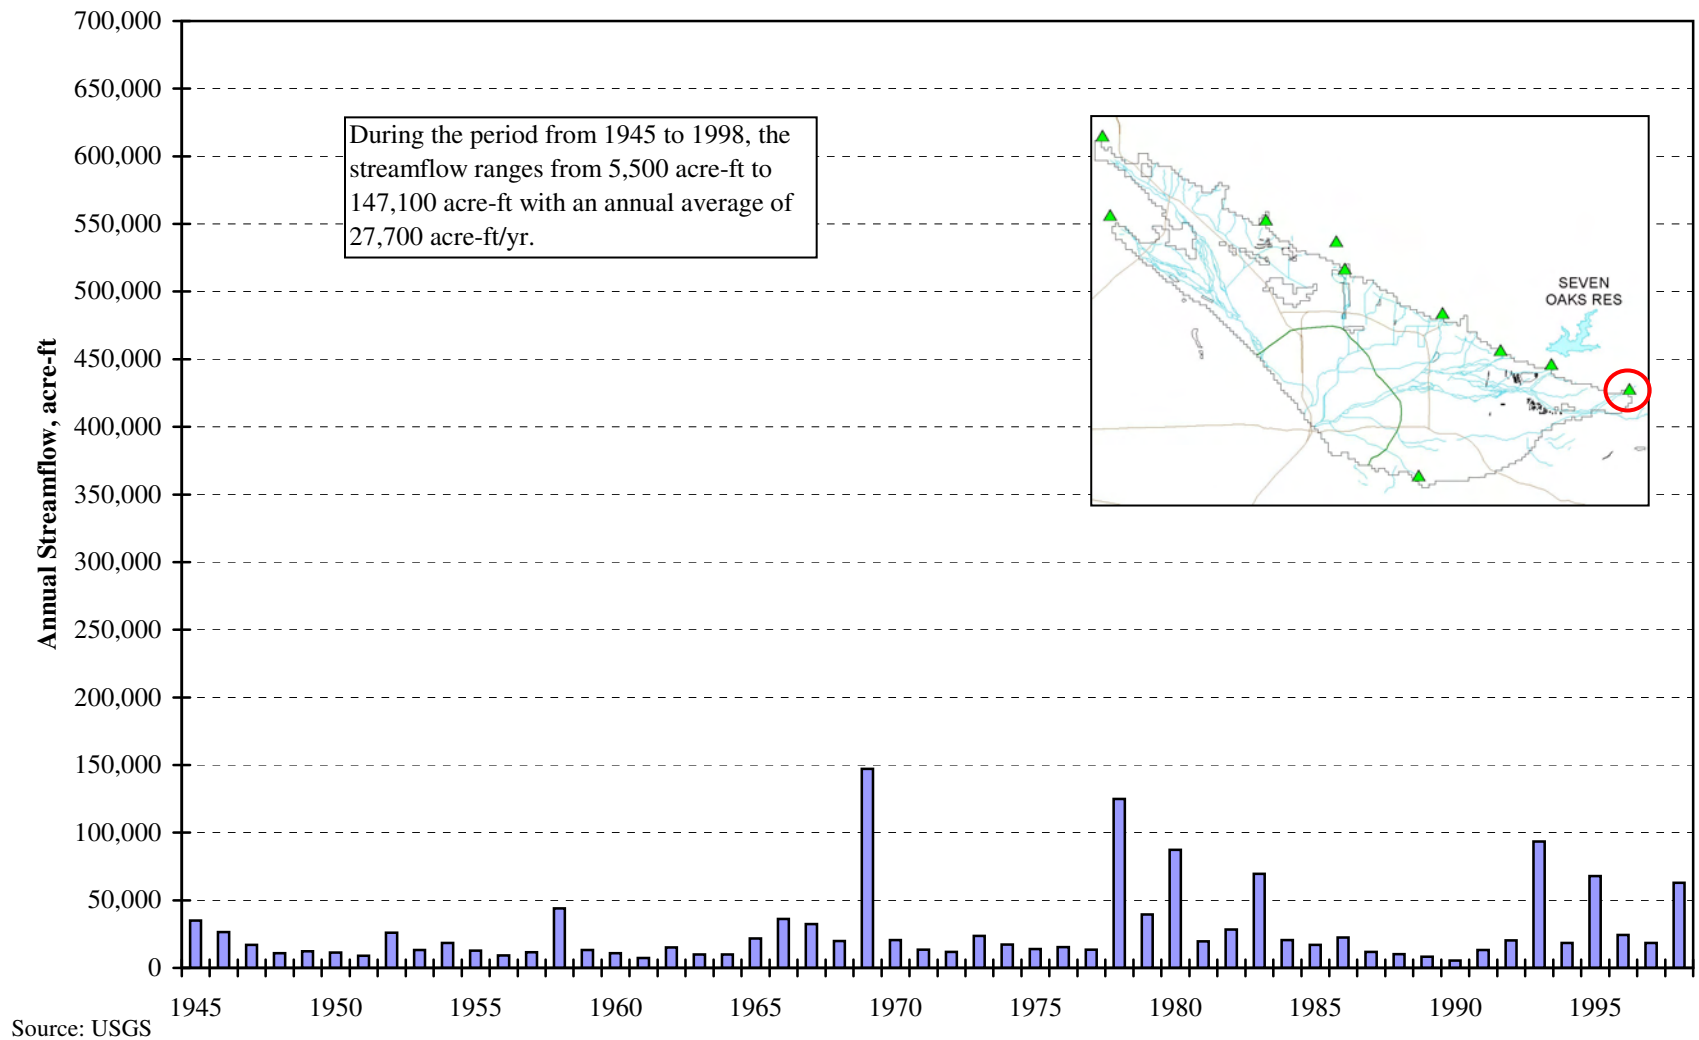 700,000
650,000
600,000
550,000
500,000
450,000
400,000
350,000
300,000
250,000
200,000
150,000
100,000
50,000
0
Annual Streamflow, acre-ft
During the period from 1945 to 1998, the
streamflow ranges from 5,500 acre-ft to
147,100 acre-ft with an annual average of
27,700 acre-ft/yr.
SEVEN
OAKS RES
1945 1950 1955 1960 1965 1970 1975 1980 1985 1990 1995
Source: USGS